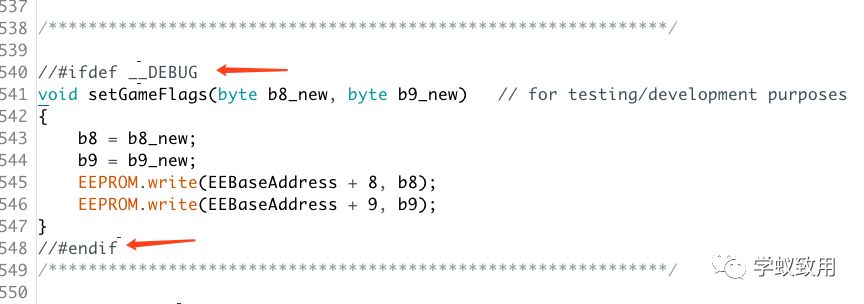 537
538 /**************************************************************/
539
540 //#ifdef __DEBUG
541 void setGameFlags(byte b8_new, byte b9_new)   // for testing/development purposes
542 {
543     b8 = b8_new;
544     b9 = b9_new;
545     EEPROM.write(EEBaseAddress + 8, b8);
546     EEPROM.write(EEBaseAddress + 9, b9);
547 }
548 //#endif
549 /**************************************************************/
550
学蚁致用